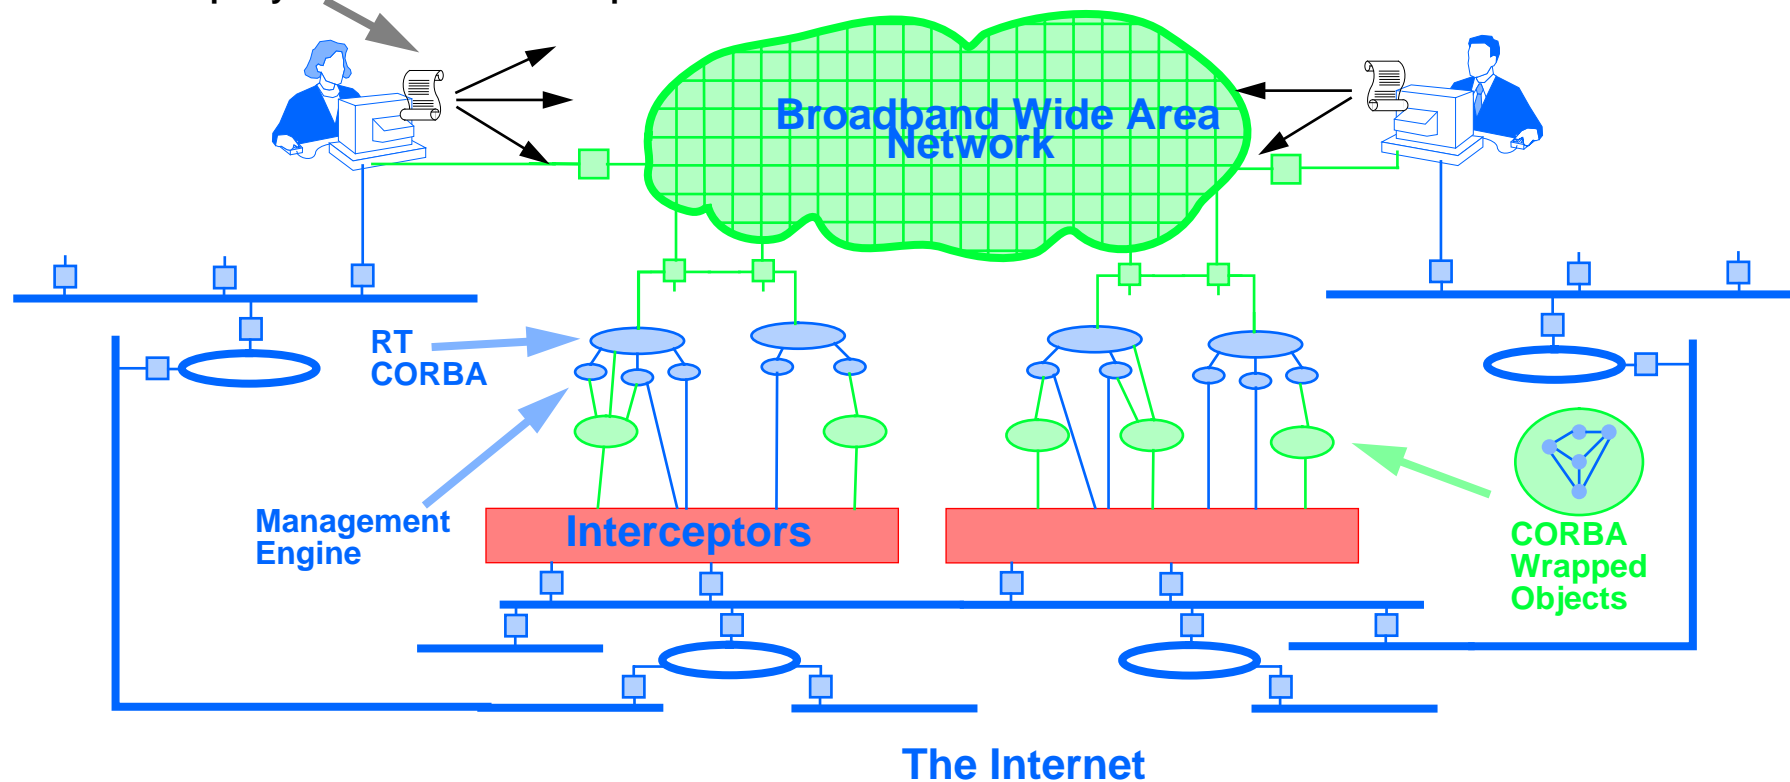 Broadband Wide Area
Network
RT
CORBA
Management
Engine
Interceptors
CORBA
Wrapped
Objects
The Internet